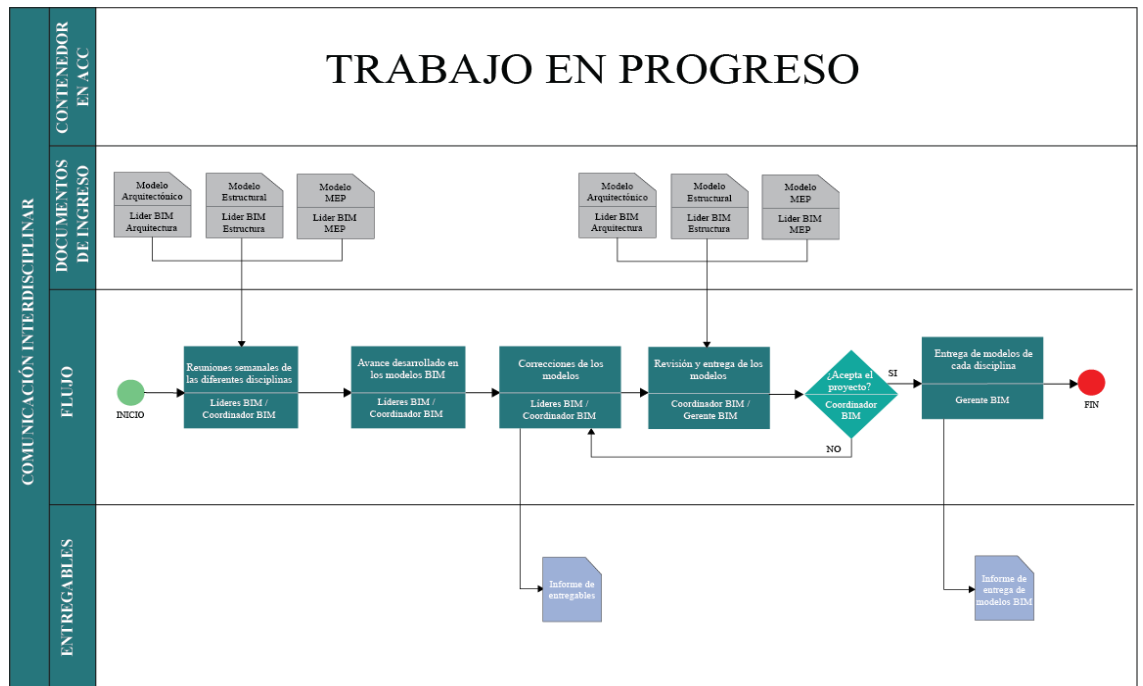 COMUNICACIÓN INTERDISCIPLINAR
CONTENEDOR
EN ACC
TRABAJO EN PROGRESO
DOCUMENTOS
DE INGRESO
Modelo
Arquitectónico
Lider BIM
Arquitectura
Modelo
Estructural
Lider BIM
Estructura
Modelo
MEP
Lider BIM
MEP
Modelo
Arquitectónico
Lider BIM
Arquitectura
Modelo
Estructural
Lider BIM
Estructura
Modelo
MEP
Lider BIM
MEP
FLUJO
INICIO
Reuniones semanales de
las diferentes disciplinas
Líderes BIM /
Coordinador BIM
Avance desarrollado en
los modelos BIM
Líderes BIM /
Coordinador BIM
Correcciones de los
modelos
Líderes BIM /
Coordinador BIM
Revisión y entrega de los
modelos
Coordinador BIM /
Gerente BIM
¿Acepta el
proyecto?
Coordinador
BIM
SI
NO
Entrega de modelos de
cada disciplina
Gerente BIM
FIN
ENTREGABLES
Informe de
entregables
Informe de
entrega de
modelos BIM